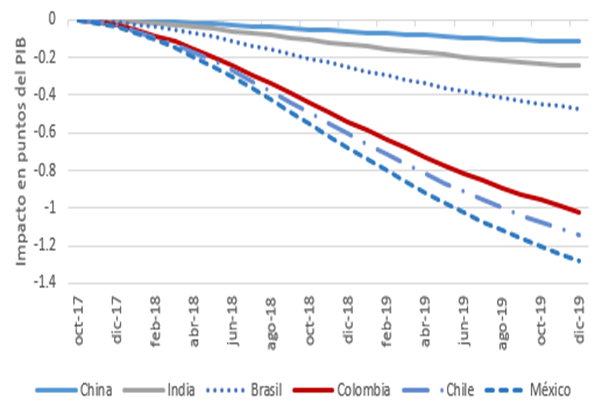 Impacto en puntos del PIB
0
-0.2
-0.4
-0.6
-0.8
-1
-1.2
-1.4
oct-17
dic-17
feb-18
abr-18
jun-18
ago-18
oct-18
dic-18
feb-19
abr-19
jun-19
ago-19
oct-19
dic-19
China India Brasil Colombia Chile México